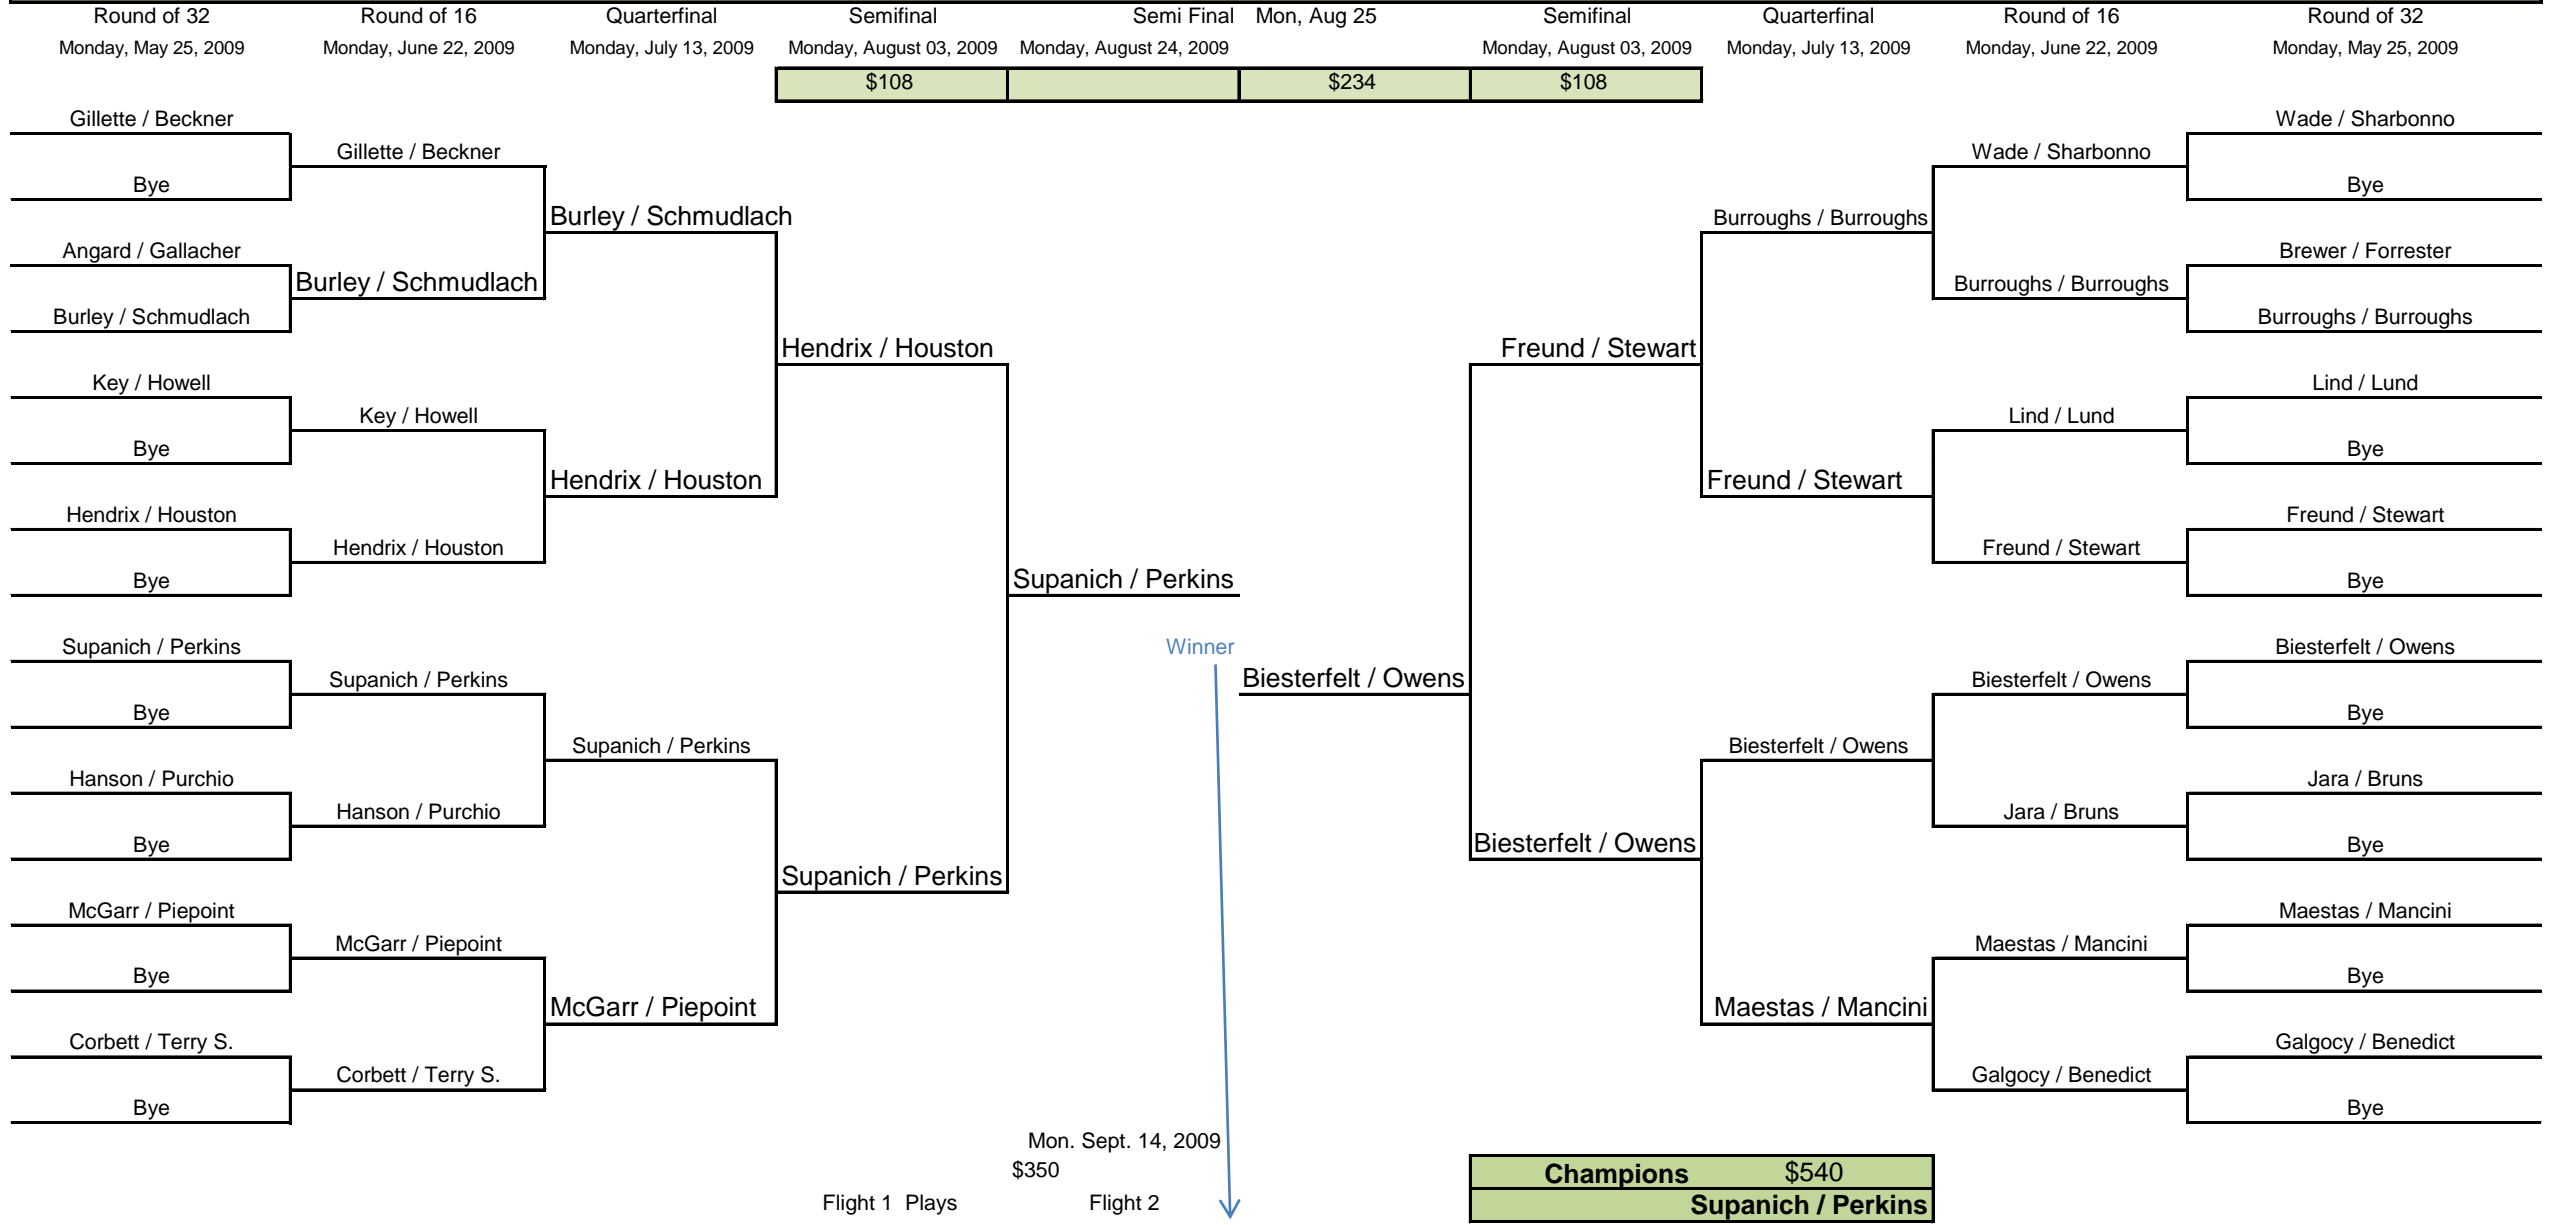 Round of 32 Round of 16 Quarterfinal Semifinal Semi Final Mon, Aug 25 Semifinal Quarterfinal Round of 16 Round of 32
Monday, May 25, 2009 Monday, June 22, 2009 Monday, July 13, 2009 Monday, August 03, 2009 Monday, August 24, 2009 Monday, August 03, 2009 Monday, July 13, 2009 Monday, June 22, 2009 Monday, May 25, 2009
$108 $234 $108
Gillette / Beckner Wade / Sharbonno
Gillette / Beckner Wade / Sharbonno
Bye Bye
Burley / Schmudlach Burroughs / Burroughs
Angard / Gallacher Brewer / Forrester
Burley / Schmudlach Burroughs / Burroughs
Burley / Schmudlach Burroughs / Burroughs
Hendrix / Houston Freund / Stewart
Key / Howell Lind / Lund
Key / Howell Lind / Lund
Bye Bye
Hendrix / Houston Freund / Stewart
Hendrix / Houston Freund / Stewart
Hendrix / Houston Freund / Stewart
Bye Supanich / Perkins Bye
Supanich / Perkins Winner Biesterfelt / Owens
Supanich / Perkins Biesterfelt / Owens Biesterfelt / Owens
Bye Bye
Supanich / Perkins Biesterfelt / Owens
Hanson / Purchio Jara / Bruns
Hanson / Purchio Jara / Bruns
Bye Biesterfelt / Owens Bye
Supanich / Perkins
McGarr / Piepoint Maestas / Mancini
McGarr / Piepoint Maestas / Mancini
Bye Bye
McGarr / Piepoint Maestas / Mancini
Corbett / Terry S. Galgocy / Benedict
Corbett / Terry S. Galgocy / Benedict
Bye Bye
Mon. Sept. 14, 2009
$350 Champions $540
Flight 1 Plays Flight 2 Supanich / Perkins